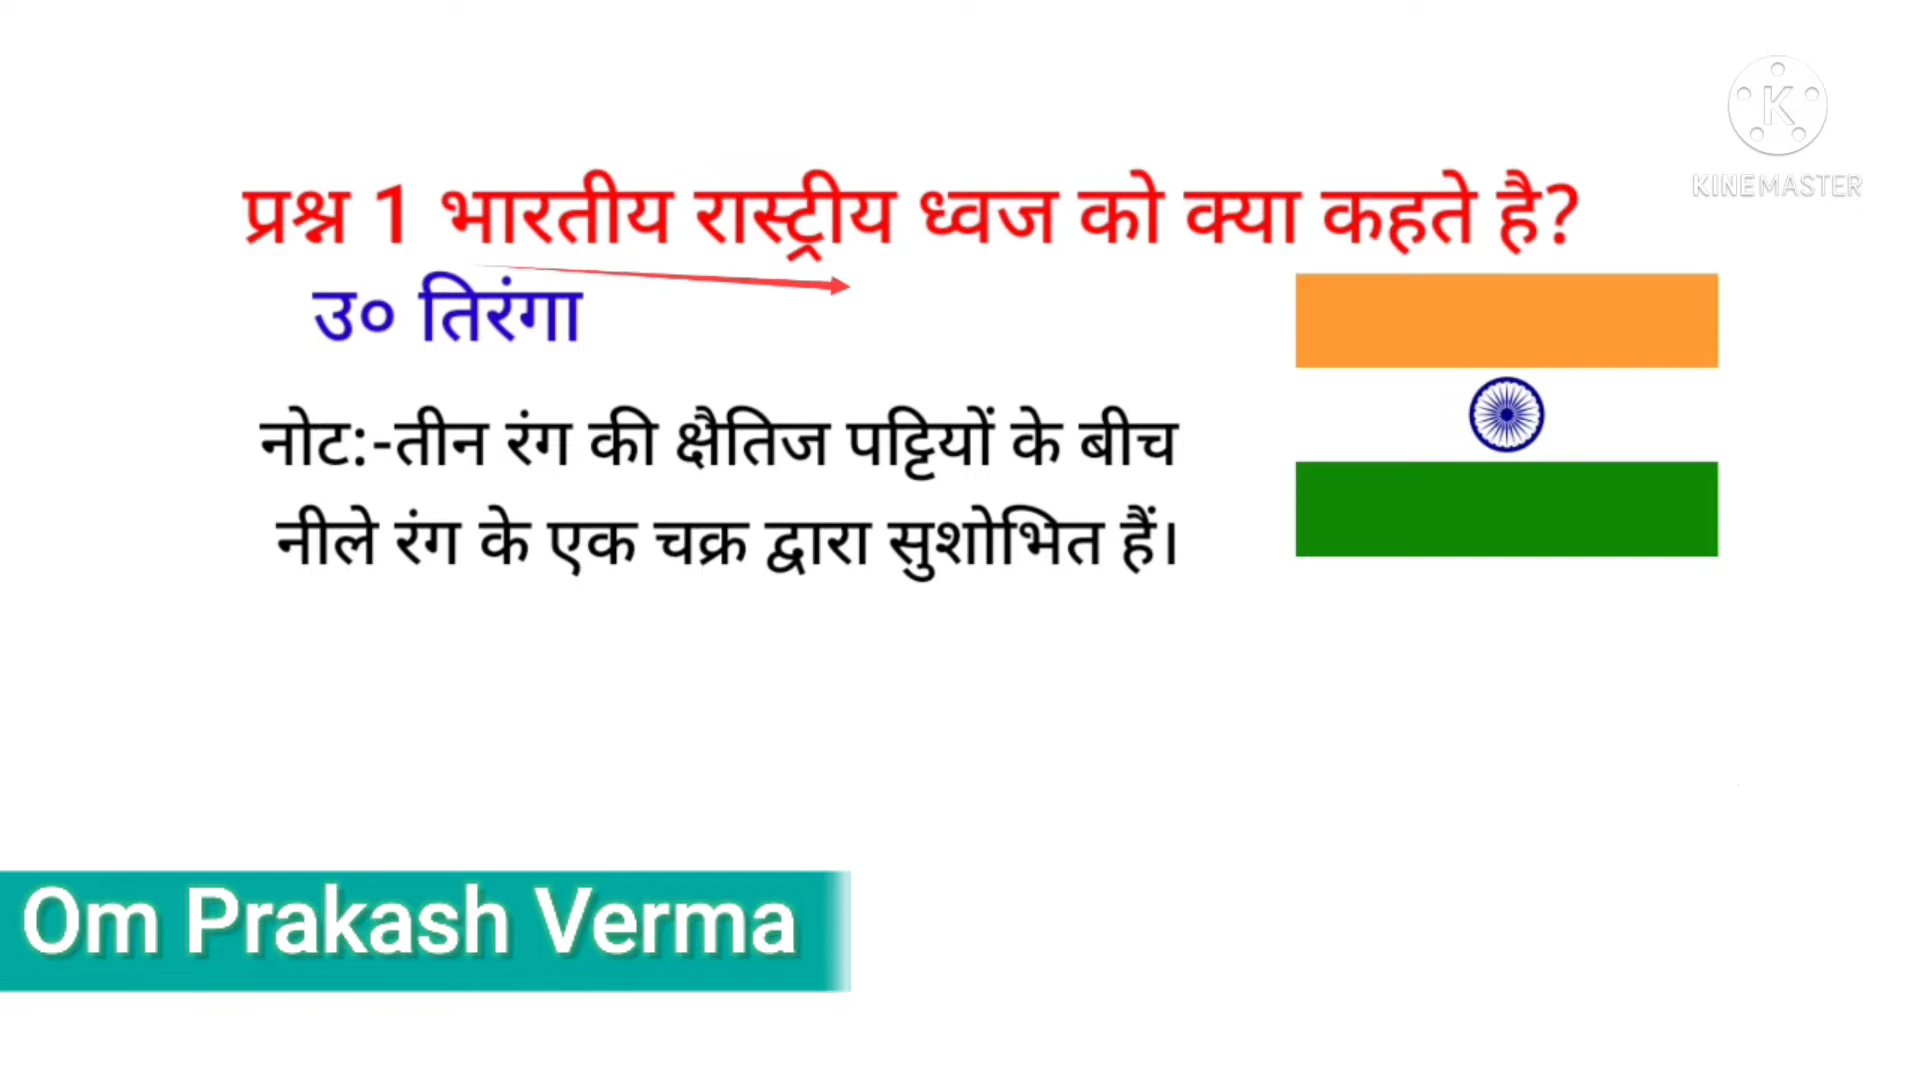 प्रश्न 1 भारतीय रास्ट्रीय ध्वज को क्या कहते है?
उ० तिरंगा
नोट:-तीन रंग की क्षैतिज पट्टियों के बीच
नीले रंग के एक चक्र द्वारा सुशोभित हैं।
K
KINEMASTER
Om Prakash Verma